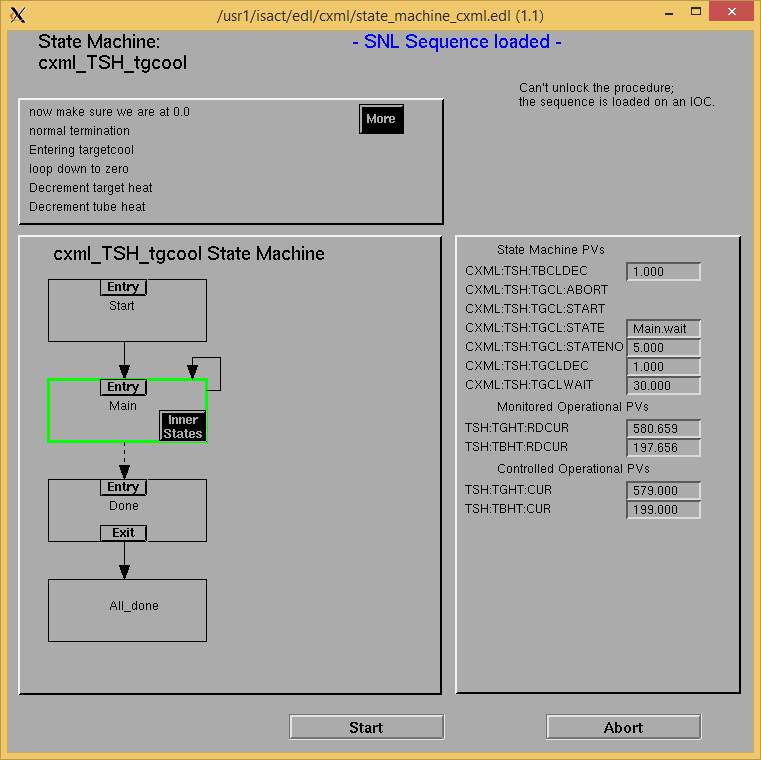 /usr1/isact/edl/cxml/state_machine_cxml.edl (1.1)
State Machine:
- SNL Sequence loaded -
cxml_TSH_tgcool
Can't unlock the procedure;
the sequence is loaded on an IOC.
now make sure we are at 0.0
More
normal termination
Entering targetcool
loop down to zero
Decrement target heat
Decrement tube heat
cxml_TSH_tgcool State Machine
Entry
Start
Entry
Main
Inner
States
Entry
Done
Exit
All_done
State Machine PVs
CXML:TSH:TBCLDEC 1.000
CXML:TSH:TGCL:ABORT
CXML:TSH:TGCL:START
CXML:TSH:TGCL:STATE Main.wait
CXML:TSH:TGCL:STATENO 5.000
CXML:TSH:TGCLDEC 1.000
CXML:TSH:TGCLWAIT 30.000
Monitored Operational PVs
TSH:TGHT:RDCUR 580.659
TSH:TBHT:RDCUR 197.656
Controlled Operational PVs
TSH:TGHT:CUR 579.000
TSH:TBHT:CUR 199.000
Start
Abort